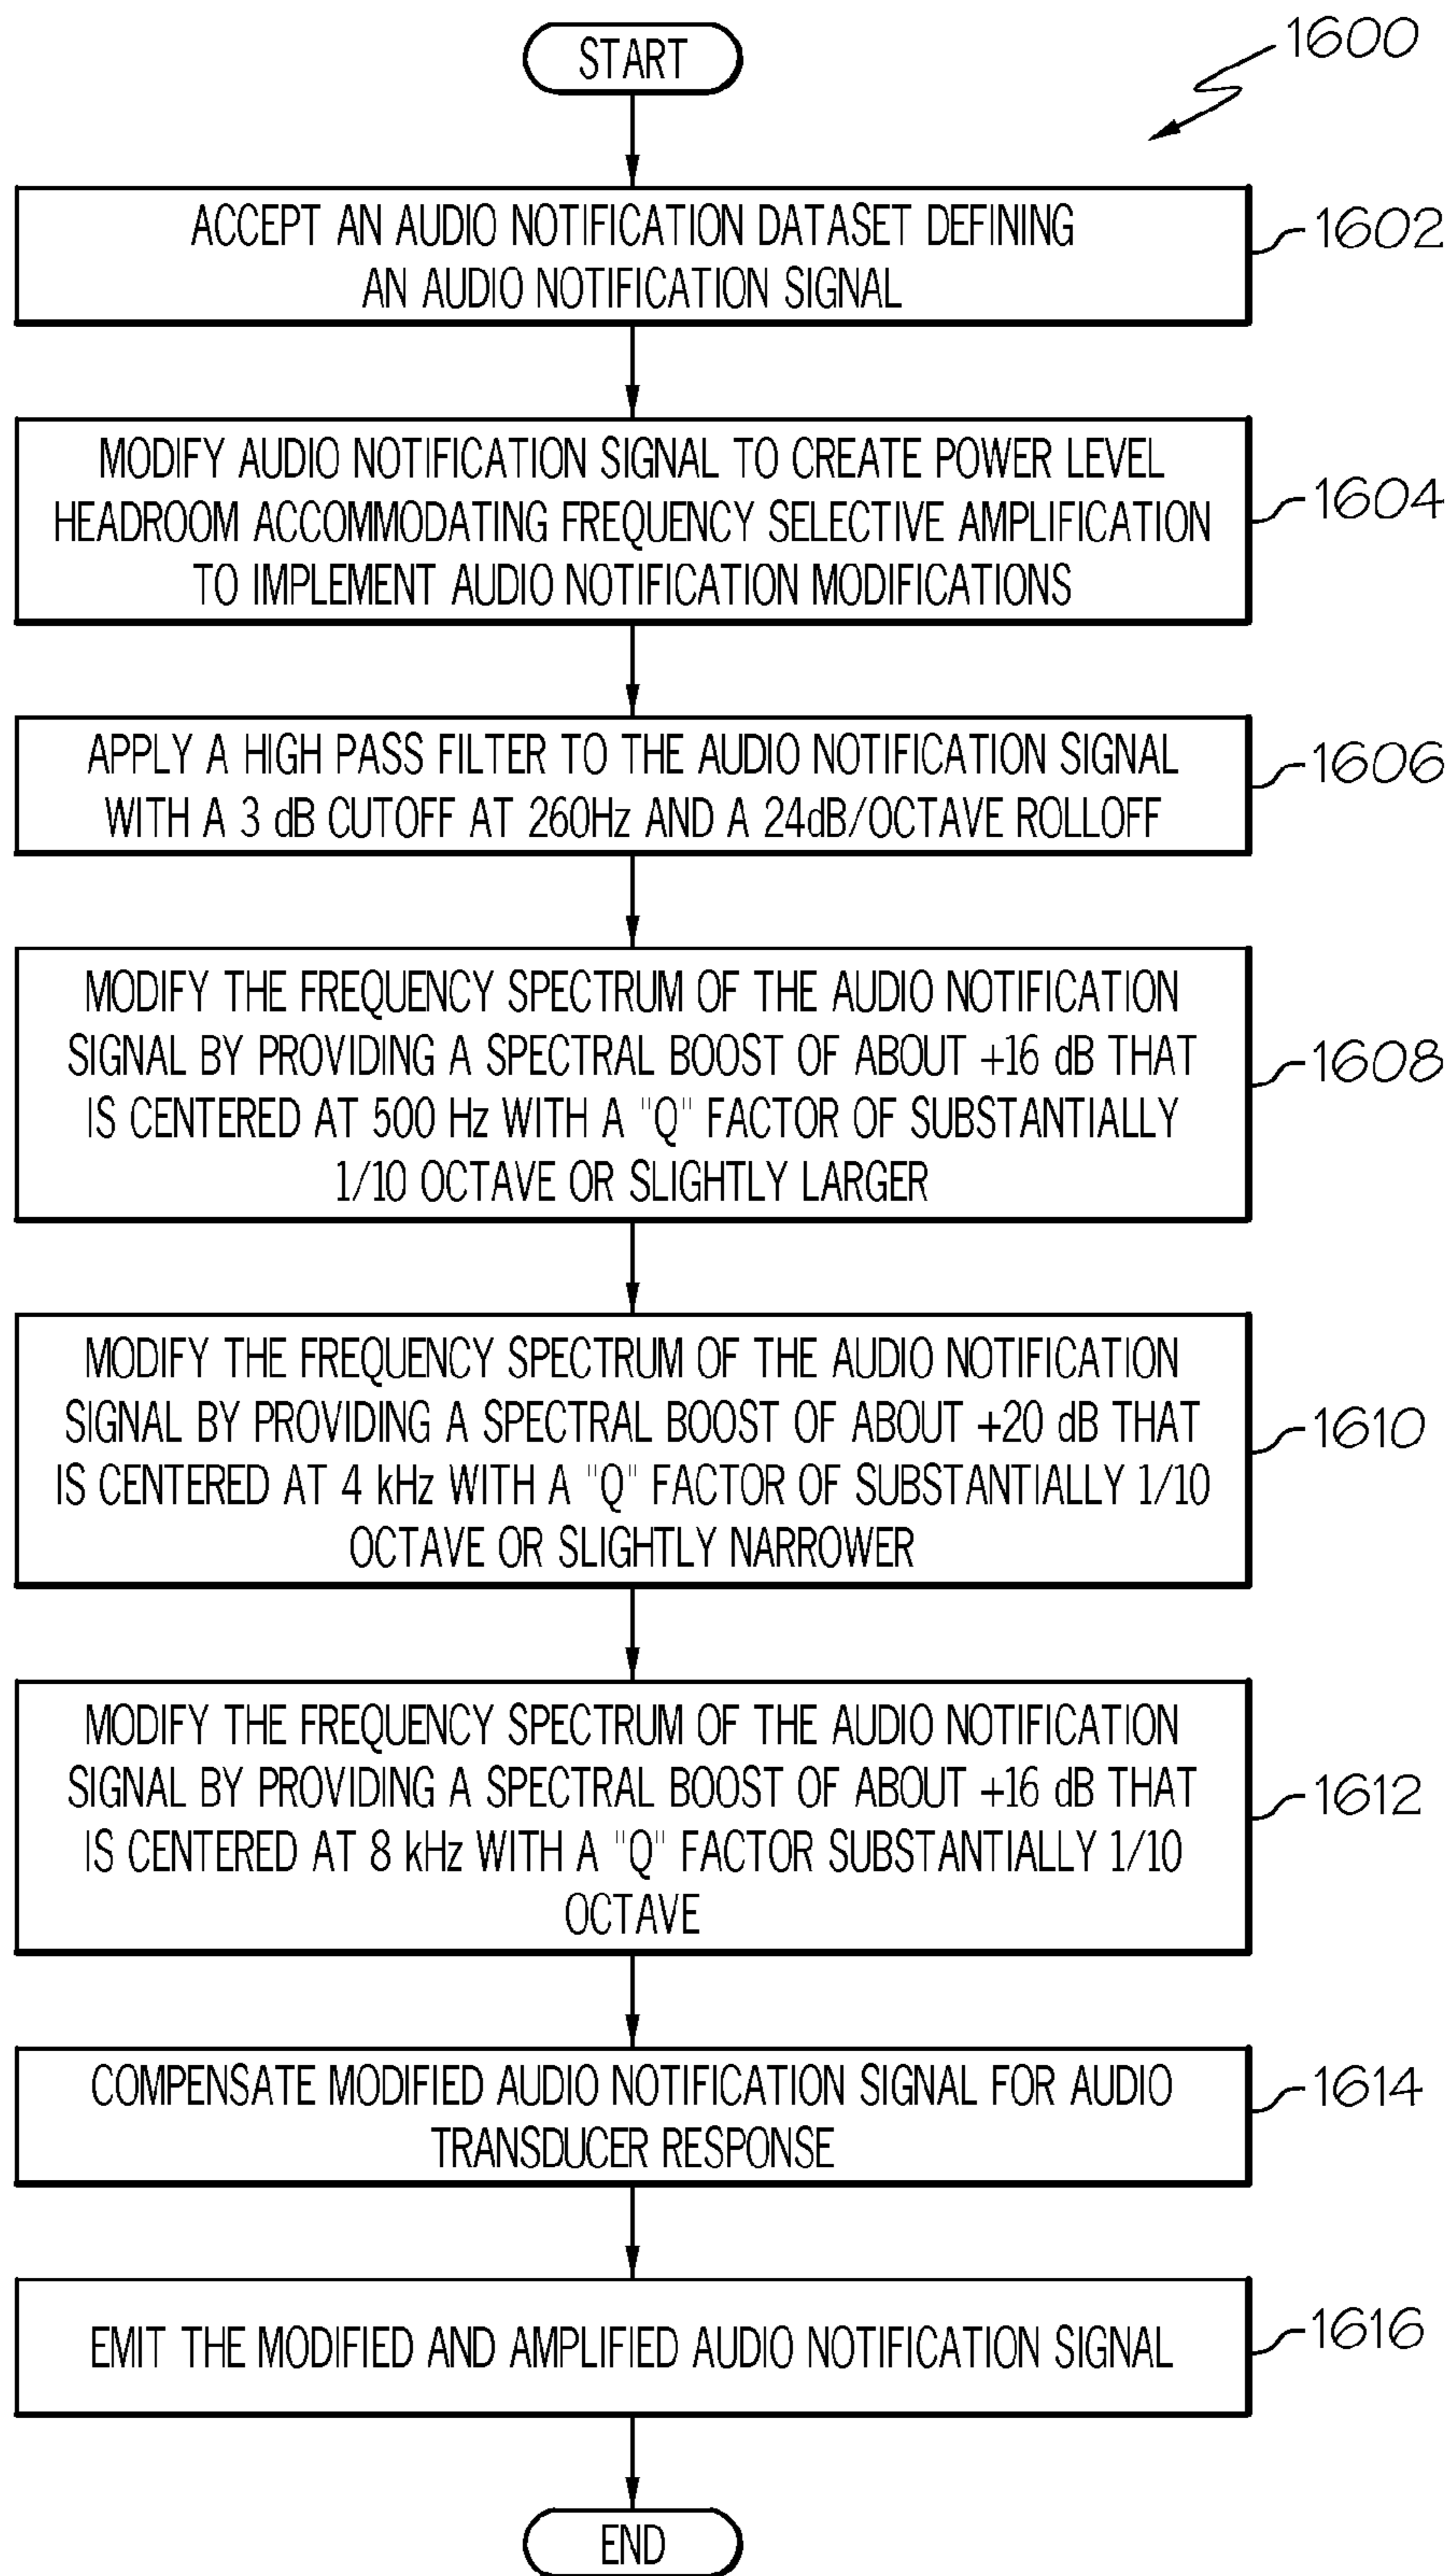 START
1600
ACCEPT AN AUDIO NOTIFICATION DATASET DEFINING
AN AUDIO NOTIFICATION SIGNAL
1602
MODIFY AUDIO NOTIFICATION SIGNAL TO CREATE POWER LEVEL
HEADROOM ACCOMMODATING FREQUENCY SELECTIVE AMPLIFICATION
TO IMPLEMENT AUDIO NOTIFICATION MODIFICATIONS
1604
APPLY A HIGH PASS FILTER TO THE AUDIO NOTIFICATION SIGNAL
WITH A 3 dB CUTOFF AT 260Hz AND A 24dB/OCTAVE ROLLOFF
1606
MODIFY THE FREQUENCY SPECTRUM OF THE AUDIO NOTIFICATION
SIGNAL BY PROVIDING A SPECTRAL BOOST OF ABOUT +16 dB THAT
IS CENTERED AT 500 Hz WITH A "Q" FACTOR OF SUBSTANTIALLY
1/10 OCTAVE OR SLIGHTLY LARGER
1608
MODIFY THE FREQUENCY SPECTRUM OF THE AUDIO NOTIFICATION
SIGNAL BY PROVIDING A SPECTRAL BOOST OF ABOUT +20 dB THAT
IS CENTERED AT 4 kHz WITH A "Q" FACTOR OF SUBSTANTIALLY 1/10
OCTAVE OR SLIGHTLY NARROWER
1610
MODIFY THE FREQUENCY SPECTRUM OF THE AUDIO NOTIFICATION
SIGNAL BY PROVIDING A SPECTRAL BOOST OF ABOUT +16 dB THAT
IS CENTERED AT 8 kHz WITH A "Q" FACTOR SUBSTANTIALLY 1/10
OCTAVE
1612
COMPENSATE MODIFIED AUDIO NOTIFICATION SIGNAL FOR AUDIO
TRANSDUCER RESPONSE
1614
EMIT THE MODIFIED AND AMPLIFIED AUDIO NOTIFICATION SIGNAL
1616
END